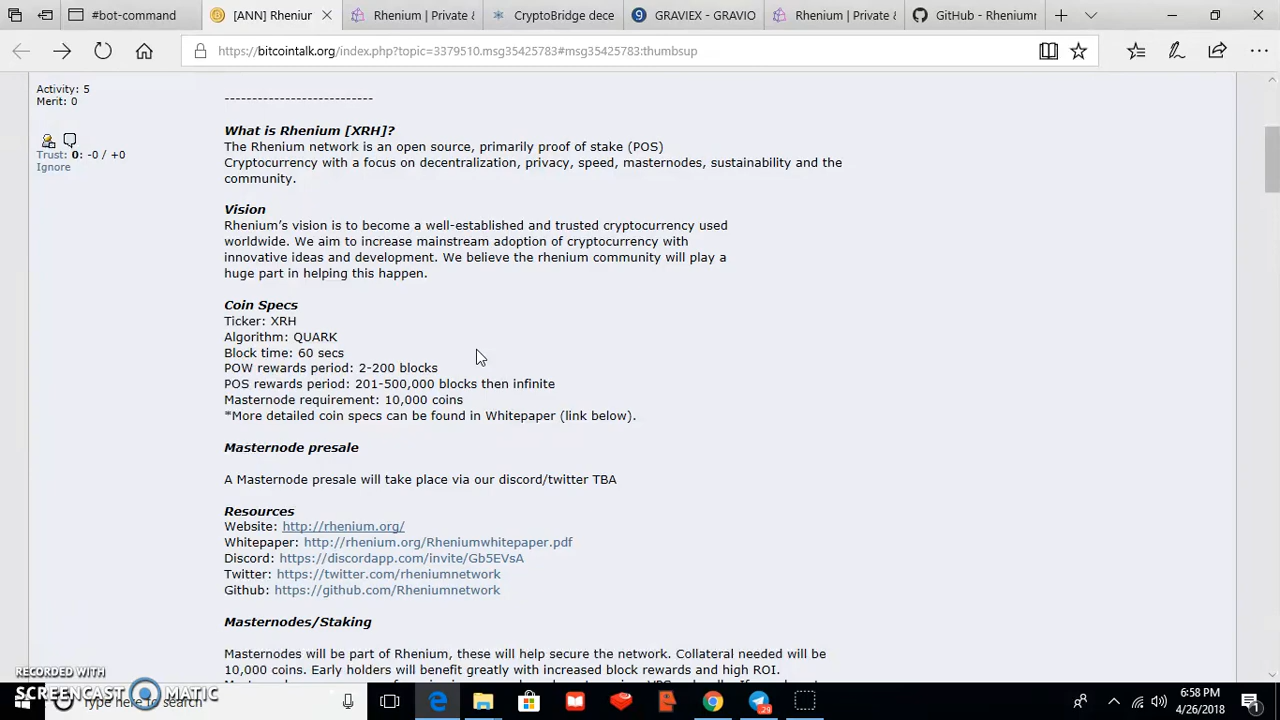 #bot-command
[ANN] Rheniur
Rhenium | Private &
CryptoBridge dece
GRAVIEX - GRAVIO
Rhenium | Private &
GitHub - Rheniumr
https://bitcointalk.org/index.php?topic=3379510.msg35425783#msg35425783:thumbsup
Activity: 5
Merit: 0
Trust: 0: -0 / +0
Ignore
---------------------------
What is Rhenium [XRH]?
The Rhenium network is an open source, primarily proof of stake (POS)
Cryptocurrency with a focus on decentralization, privacy, speed, masternodes, sustainability and the
community.
Vision
Rhenium's vision is to become a well-established and trusted cryptocurrency used
worldwide. We aim to increase mainstream adoption of cryptocurrency with
innovative ideas and development. We believe the rhenium community will play a
huge part in helping this happen.
Coin Specs
Ticker: XRH
Algorithm: QUARK
Block time: 60 secs
POW rewards period: 2-200 blocks
POS rewards period: 201-500,000 blocks then infinite
Masternode requirement: 10,000 coins
*More detailed coin specs can be found in Whitepaper (link below).
Masternode presale
A Masternode presale will take place via our discord/twitter TBA
Resources
Website: http://rhenium.org/
Whitepaper: http://rhenium.org/Rheniumwhitepaper.pdf
Discord: https://discordapp.com/invite/Gb5EVsA
Twitter: https://twitter.com/rheniumnetwork
Github: https://github.com/Rheniumnetwork
Masternodes/Staking
Masternodes will be part of Rhenium, these will help secure the network. Collateral needed will be
10,000 coins. Early holders will benefit greatly with increased block rewards and high ROI.
RECORDED WITH
SCREENCAST MATIC
Type here to search
29
6:58 PM
4/26/2018
1